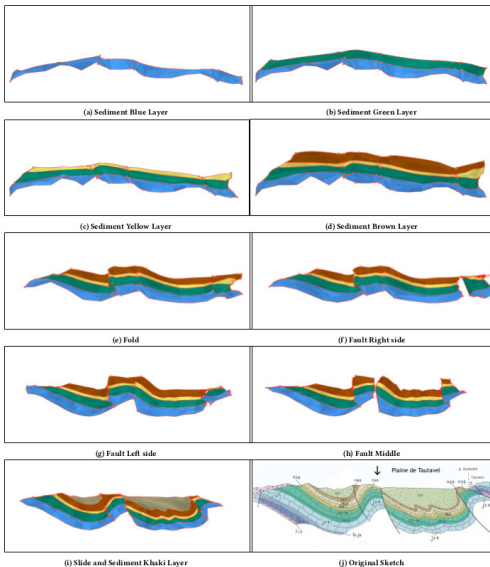 (a) Sediment Blue Layer
(b) Sediment Green Layer
(c) Sediment Yellow Layer
(d) Sediment Brown Layer
(e) Fold
(f) Fault Right side
(g) Fault Left side
(h) Fault Middle
Plaine de Tautavel
(i) Slide and Sediment Khaki Layer
(j) Original Sketch